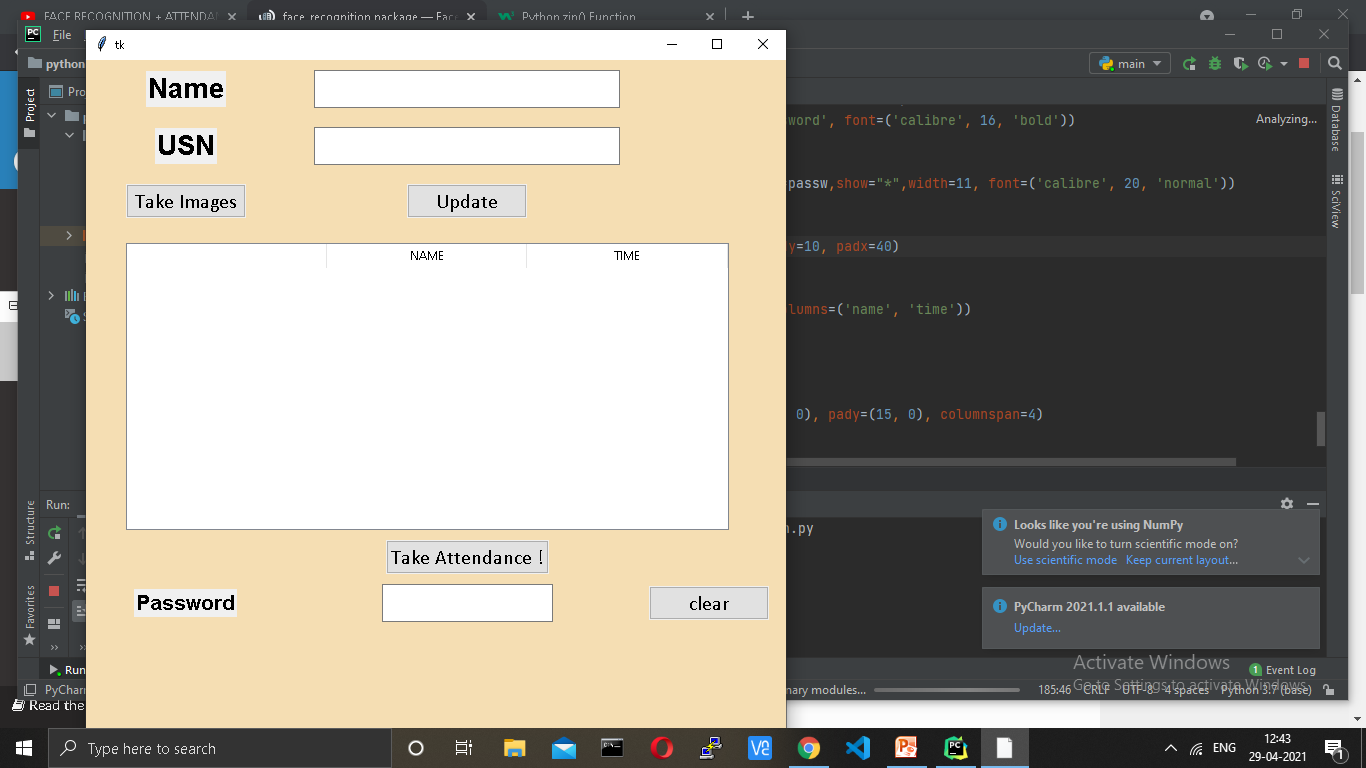 FACE RECOGNITION + ATTENDAN
face_recognition package — Face
Python zip() Function
File
tk
python
main
Project
Pro
Name
USN
Take Images
Update
NAME
TIME
Take Attendance !
Password
clear
word', font=('calibre', 16, 'bold'))
Analyzing...
passw,show="*",width=11, font=('calibre', 20, 'normal'))
y=10, padx=40)
lumns=('name', 'time'))
0), pady=(15, 0), columnspan=4)
Database
SciView
Structure
Favorites
Run:
n.py
Looks like you're using NumPy
Would you like to turn scientific mode on?
Use scientific mode Keep current layout...
PyCharm 2021.1.1 available
Update...
Activate Windows
Go to Settings to activate Windows.
Run
1 Event Log
PyCharm
nary modules...
185:46 CRLF UTF-8 4 spaces Python 3.7 (base)
Read the
Type here to search
ENG
12:43
29-04-2021
1